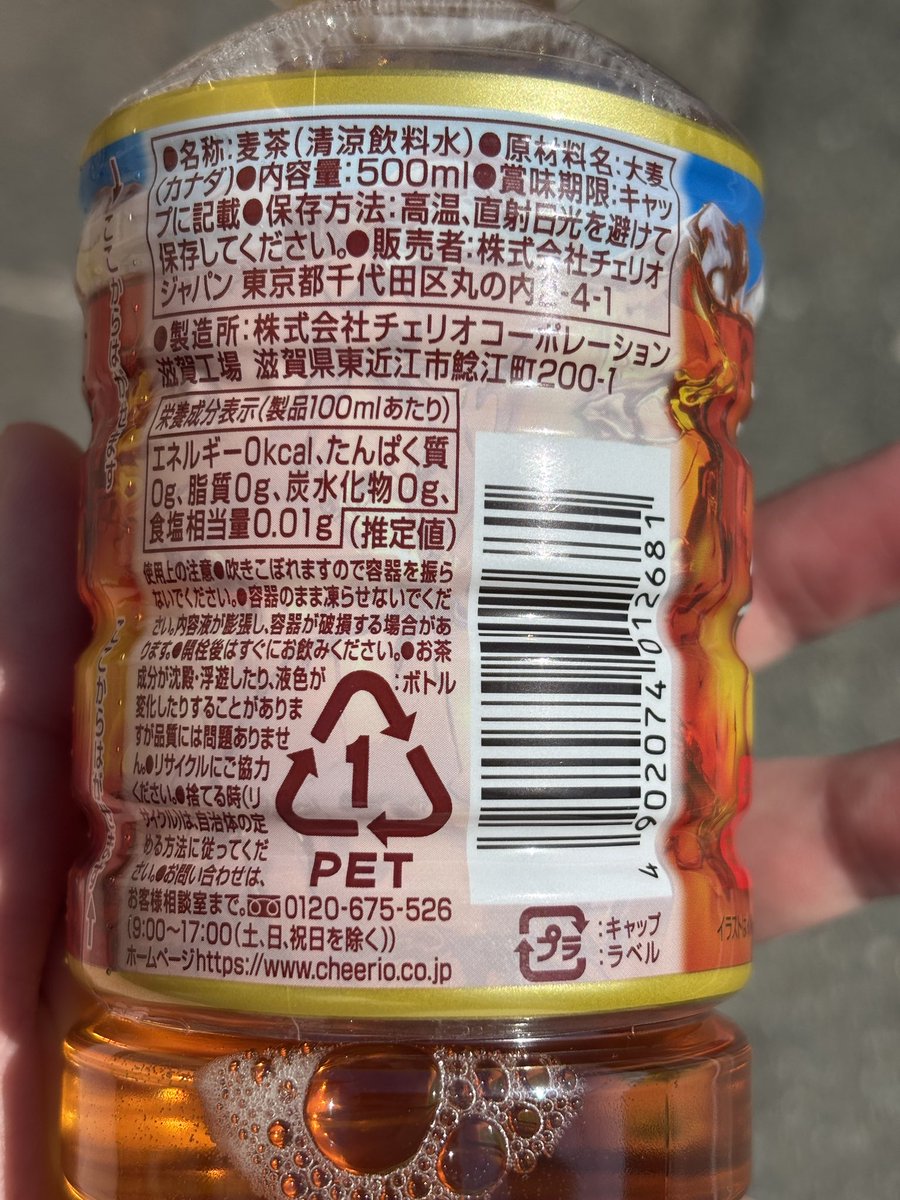 ●名称:麦茶(清涼飲料水)●原材料名:大麦
(カナダ)●内容量:500ml●賞味期限:キャッ
プに記載●保存方法:高温、直射日光を避けて
保存してください。●販売者:株式会社チェリオ
ジャパン 東京都千代田区丸の内 -4-1
●製造所:株式会社チェリオコーポレーション
滋賀工場 滋賀県東近江市鯰江町200-1
栄養成分表示(製品100mlあたり)
エネルギー0kcal、たんぱく質
0g、脂質0g、炭水化物0g、
食塩相当量0.01g(推定値)
使用上の注意●吹きこぼれますので容器を振ら
ないでください。●容器のまま凍らせないでくだ
さい。内容液が膨張し、容器が破損する場合があ
ります。●開栓後はすぐにお飲みください。●お茶
成分が沈殿・浮遊したり、液色が
変化したりすることがありま
すが品質には問題ありませ
ん。●リサイクルにご協力
ください。●捨てる時(リ
サイクル)は、自治体の定
める方法に従ってくだ
さい。●お問い合わせは、
お客様相談室まで。0120-675-526
(9:00〜17:00(土、日、祝日を除く))
ホームページhttps://www.cheerio.co.jp
:ボトル
1
PET
4902074012681
プラ
:キャップ
:ラベル
ここからはがせます
イラスト